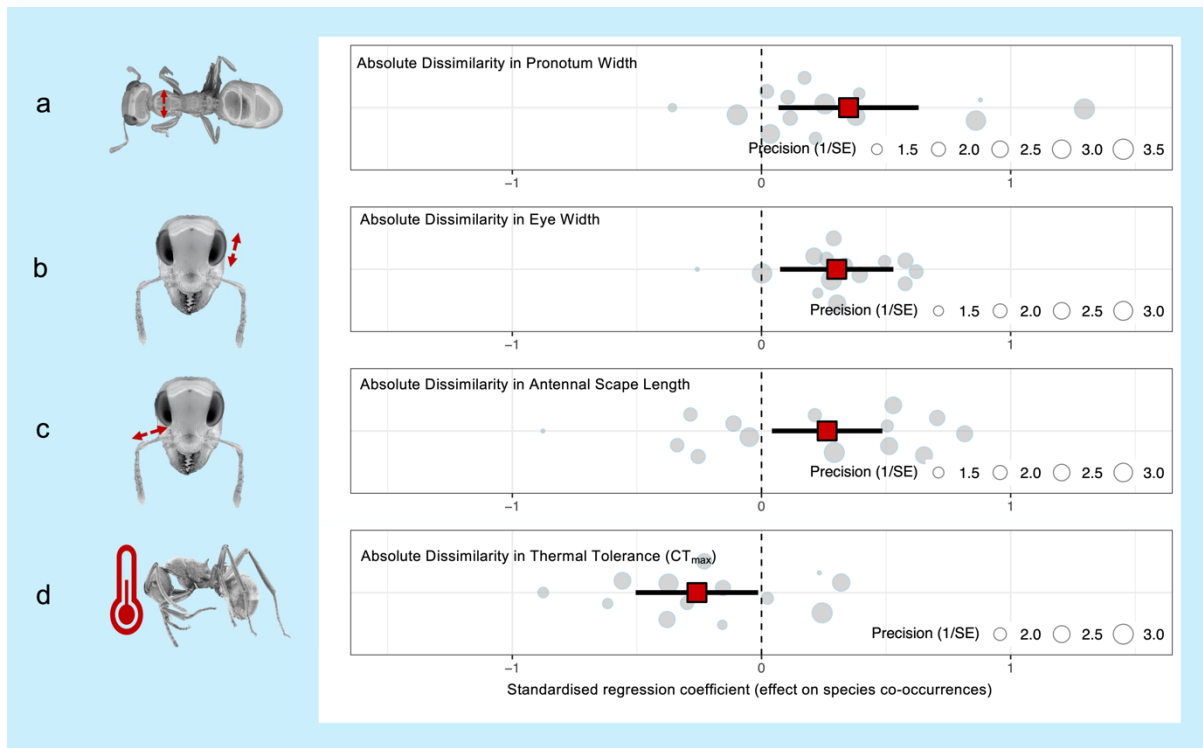 a
Absolute Dissimilarity in Pronotum Width
Precision (1/SE) 1.5 2.0 2.5 3.0 3.5
-1 0 1
b
Absolute Dissimilarity in Eye Width
Precision (1/SE) 1.5 2.0 2.5 3.0
-1 0 1
c
Absolute Dissimilarity in Antennal Scape Length
Precision (1/SE) 1.5 2.0 2.5 3.0
-1 0 1
d
Absolute Dissimilarity in Thermal Tolerance (CTmax)
Precision (1/SE) 2.0 2.5 3.0
-1 0 1
Standardised regression coefficient (effect on species co-occurrences)